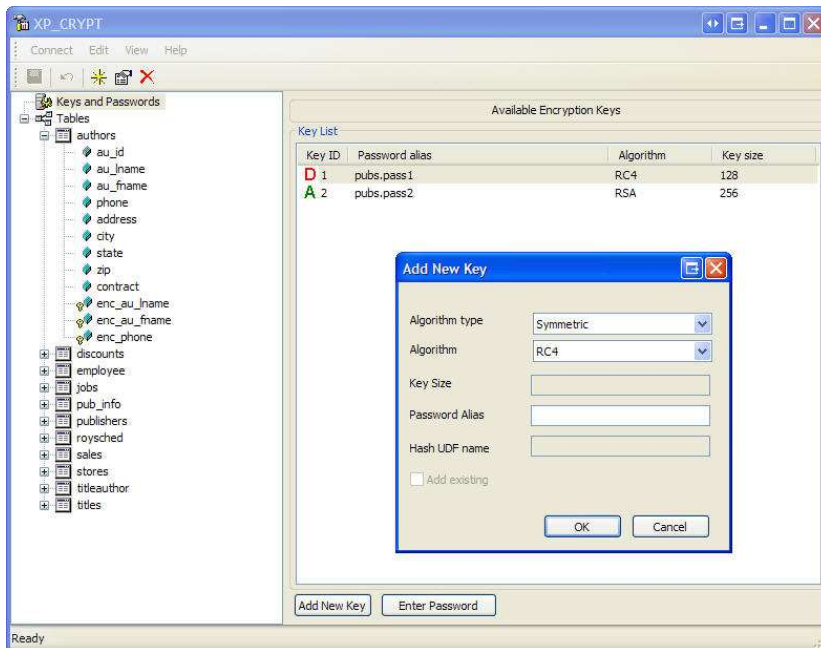 XP_CRYPT
Connect Edit View Help
Keys and Passwords
Tables
authors
au_id
au_lname
au_fname
phone
address
city
state
zip
contract
enc_au_lname
enc_au_fname
enc_phone
discounts
employee
jobs
pub_info
publishers
roysched
sales
stores
titleauthor
titles
Available Encryption Keys
Key List
Key ID Password alias Algorithm Key size
D 1 pubs.pass1 RC4 128
A 2 pubs.pass2 RSA 256
Add New Key
Algorithm type Symmetric
Algorithm RC4
Key Size
Password Alias
Hash UDF name
Add existing
OK Cancel
Add New Key Enter Password
Ready